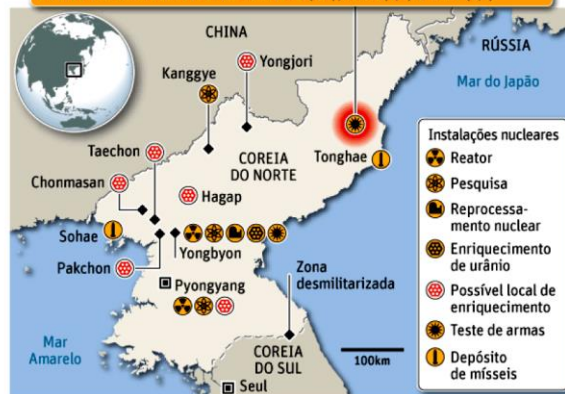 CHINA
RÚSSIA
Kanggye
Yongjori
Mar do Japão
Taechon
COREIA
DO NORTE
Tonghae
Chonmasan
Hagap
Sohae
Yongbyon
Pakchon
Pyongyang
Zona
desmilitarizada
Mar
Amarelo
COREIA
DO SUL
100km
Seul
Instalações nucleares
Reator
Pesquisa
Reprocessa-
mento nuclear
Enriquecimento
de urânio
Possível local de
enriquecimento
Teste de armas
Depósito
de mísseis